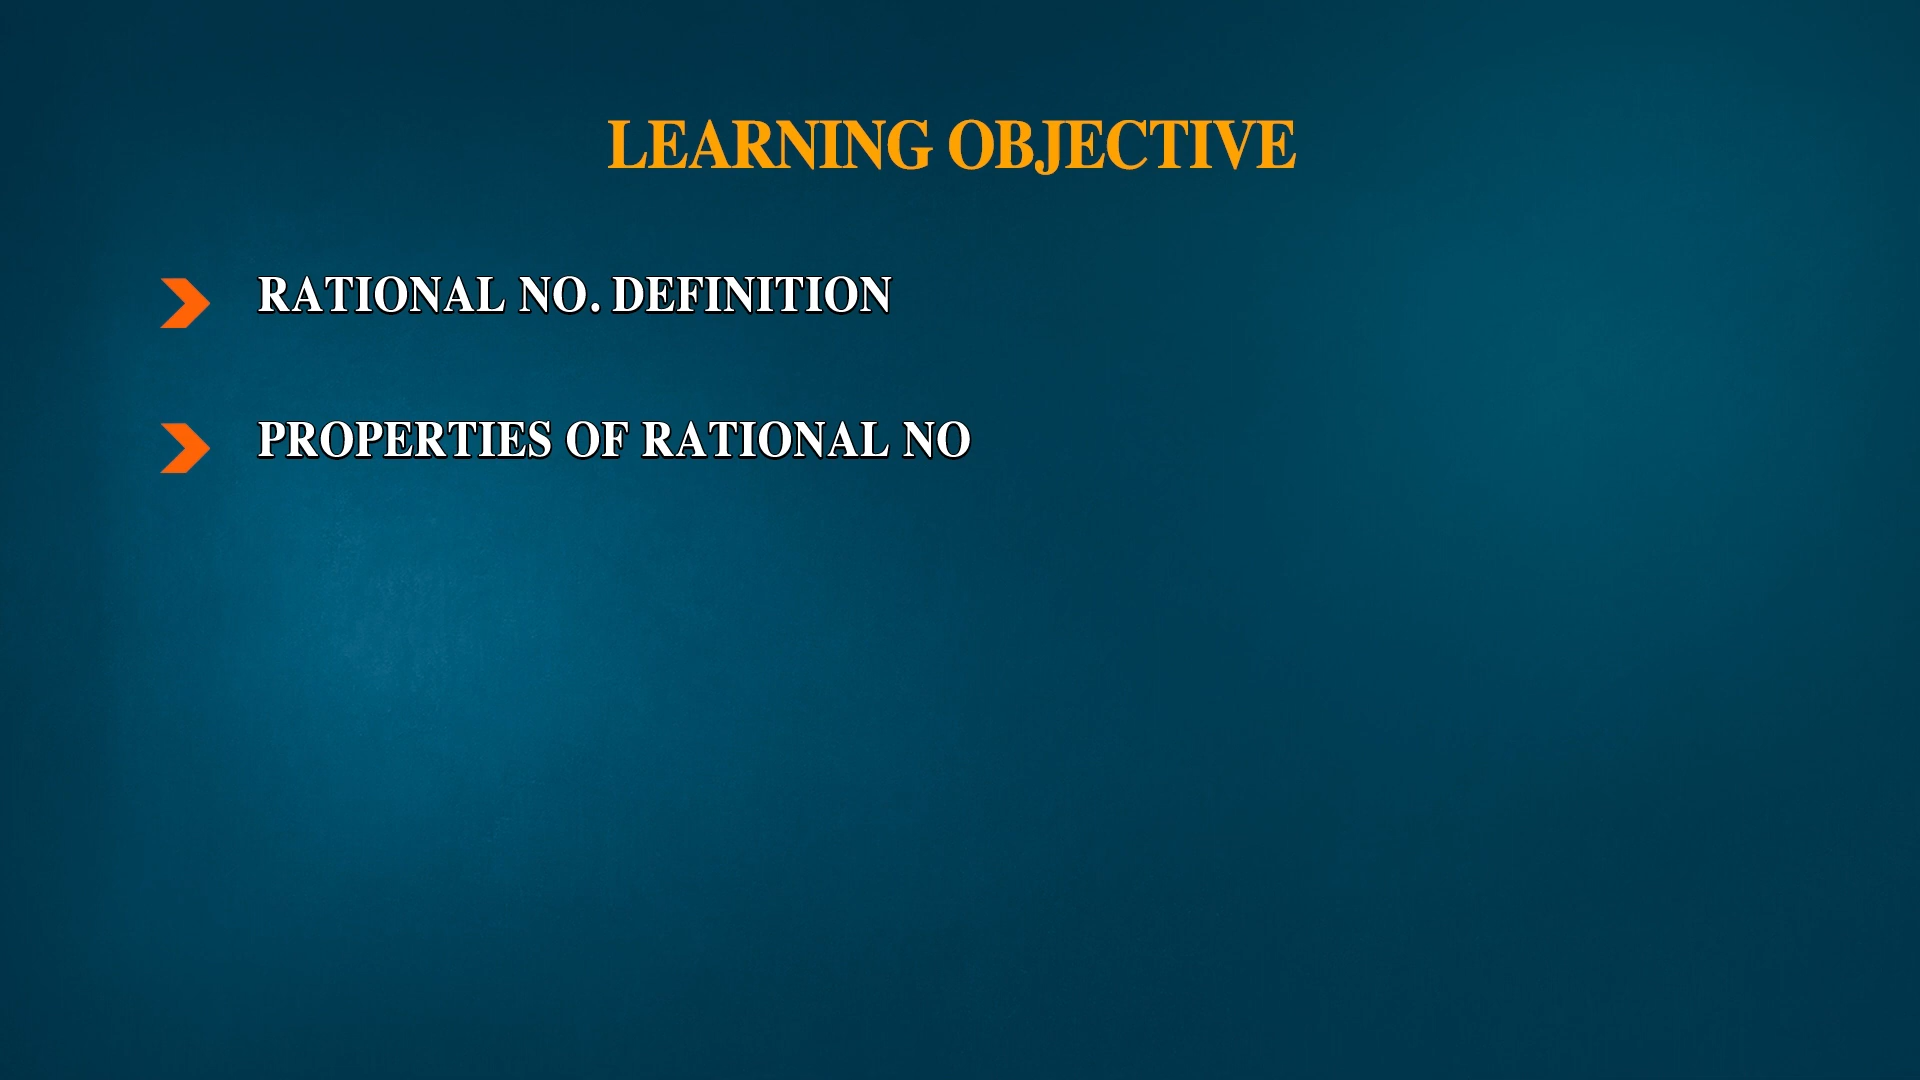 LEARNING OBJECTIVE
RATIONAL NO. DEFINITION
PROPERTIES OF RATIONAL NO